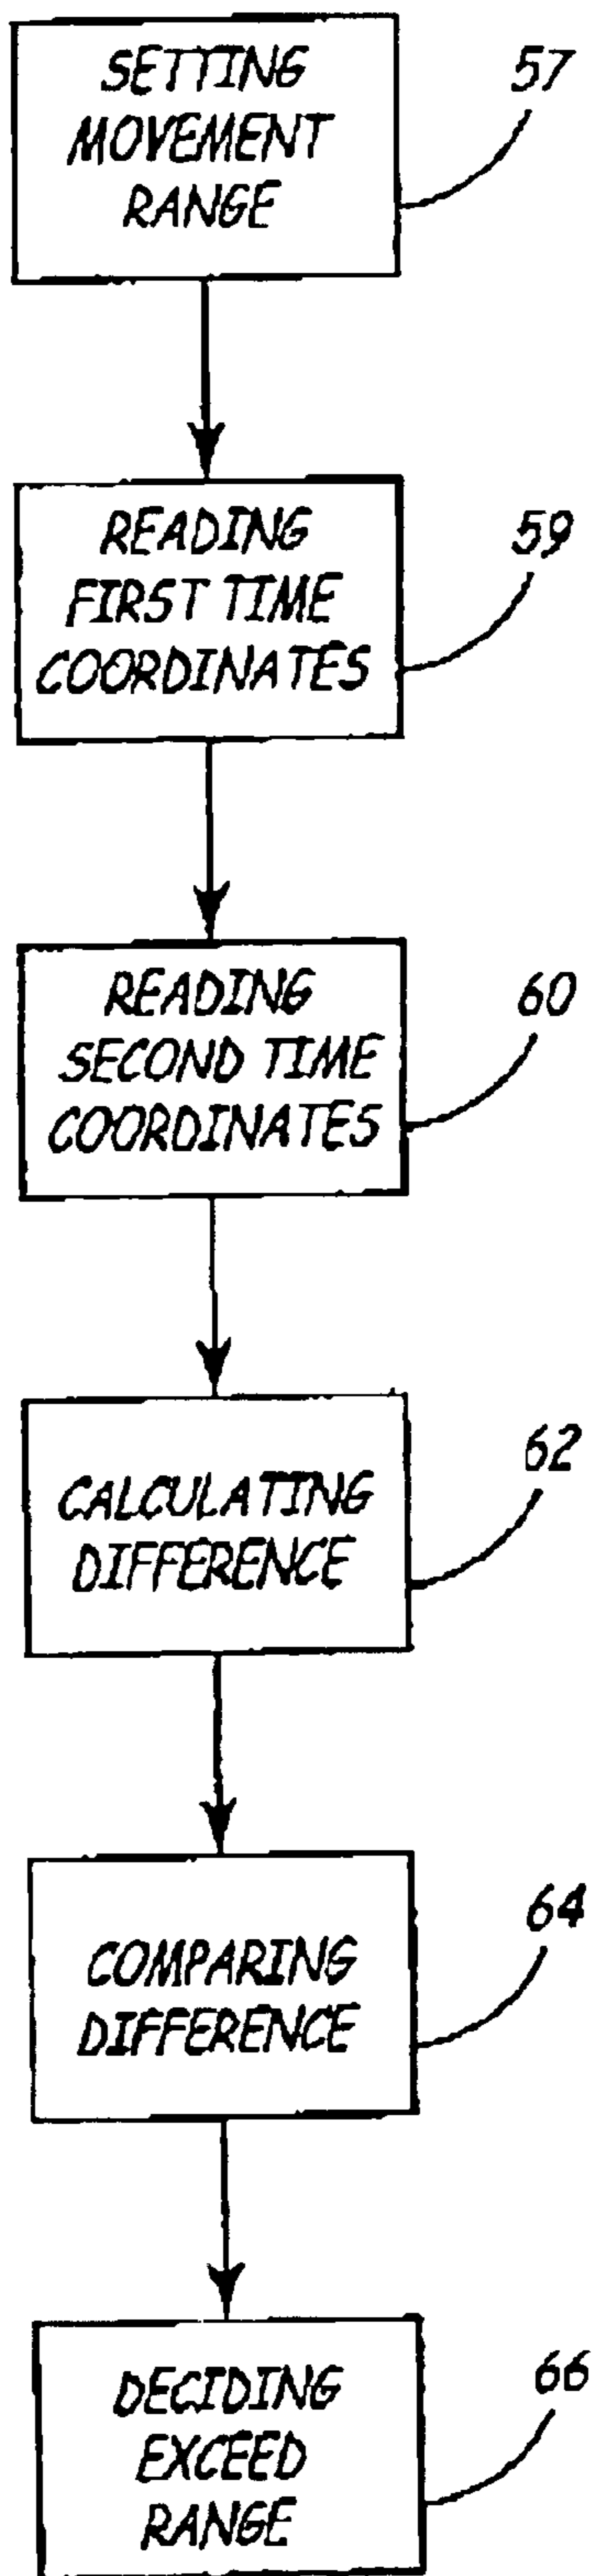 SETTING
MOVEMENT
RANGE
57
READING
FIRST TIME
COORDINATES
59
READING
SECOND TIME
COORDINATES
60
CALCULATING
DIFFERENCE
62
COMPARING
DIFFERENCE
64
DECIDING
EXCEED
RANGE
66